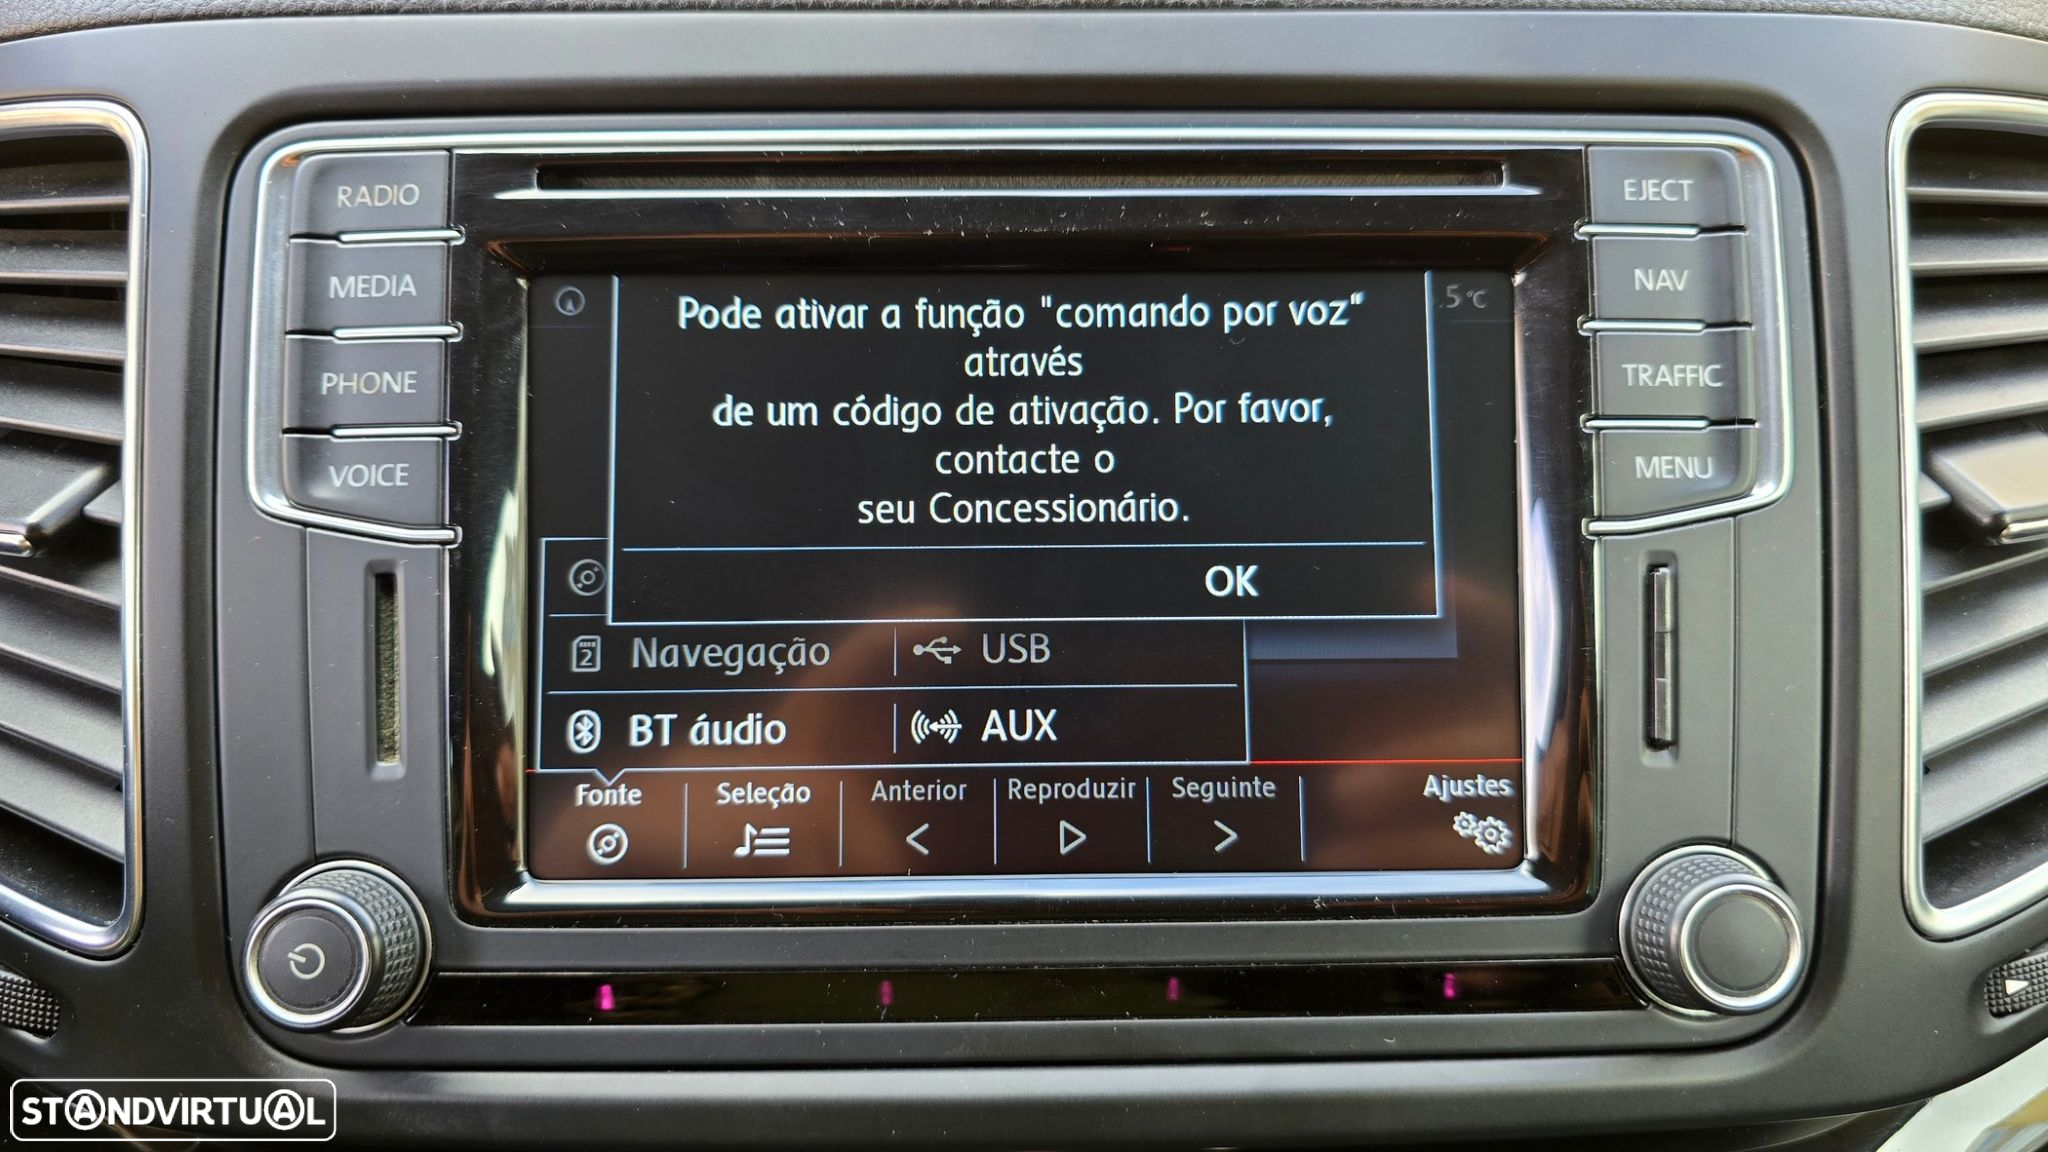 RADIO
MEDIA
PHONE
VOICE
EJECT
NAV
TRAFFIC
MENU
.5°C
Pode ativar a função "comando por voz"
através
de um código de ativação. Por favor,
contacte o
seu Concessionário.
OK
2 Navegação
USB
BT áudio
AUX
Fonte
Seleção
Anterior
Reproduzir
Seguinte
Ajustes
STANDVIRTUAL